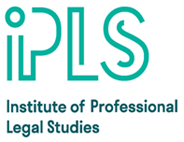 iPLS
Institute of Professional
Legal Studies